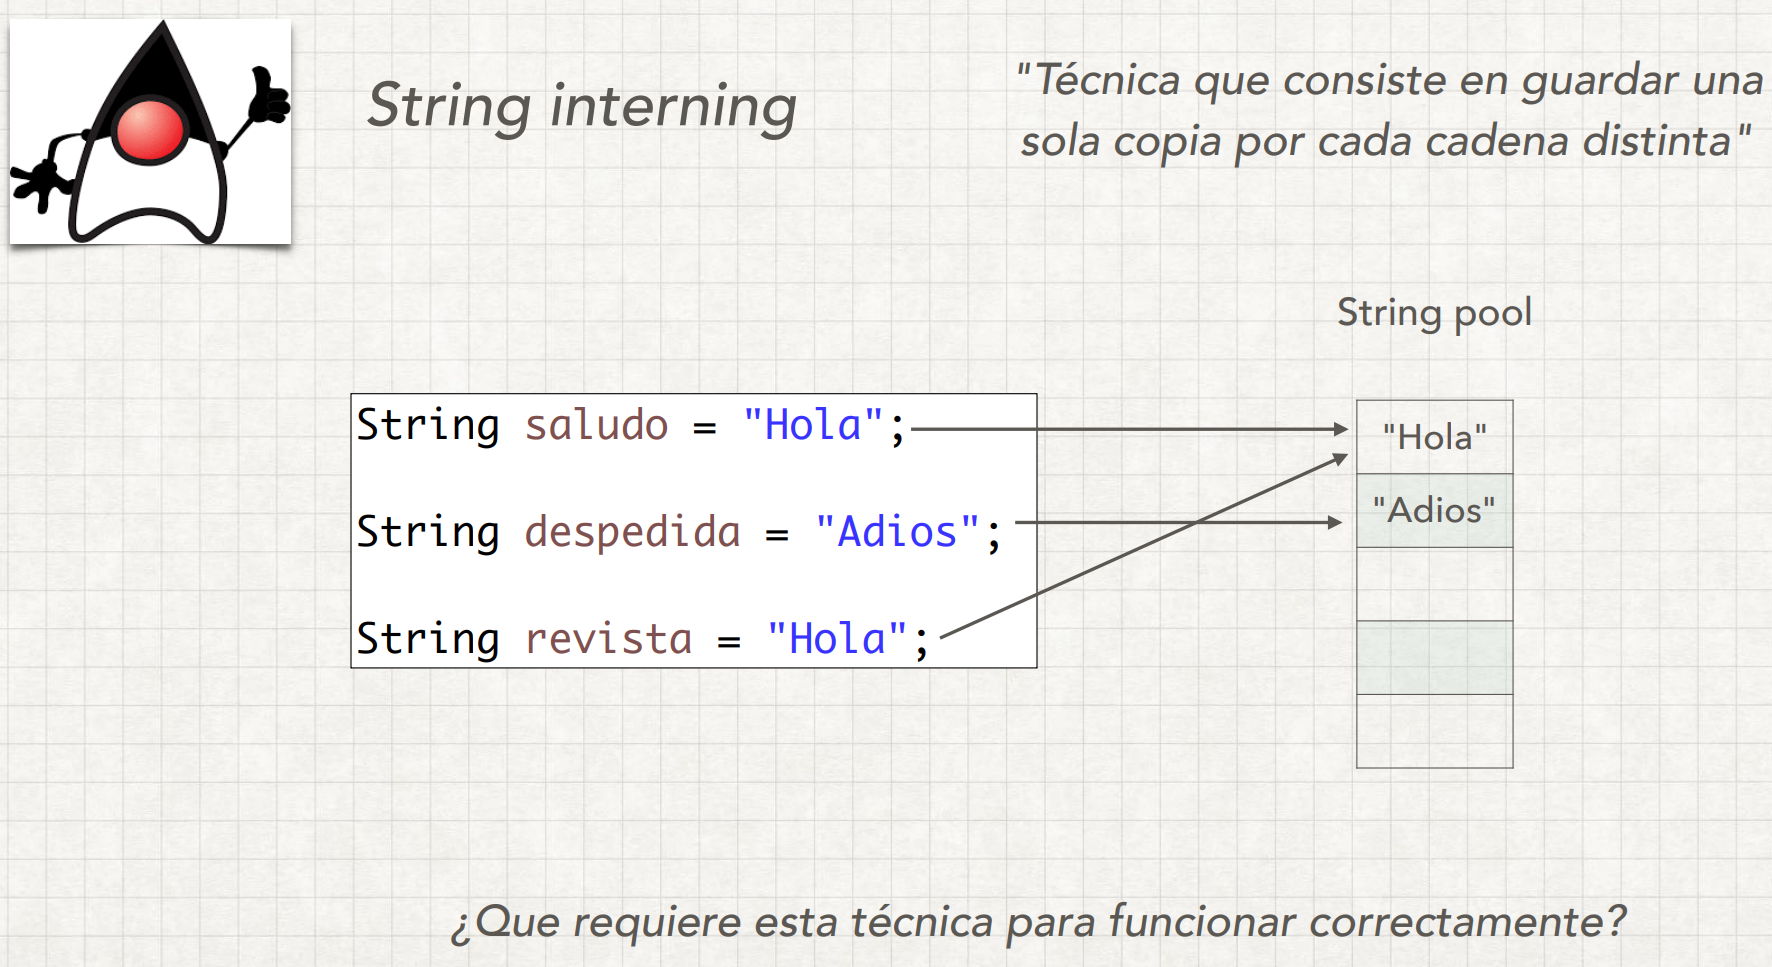 String interning
"Técnica que consiste en guardar una
sola copia por cada cadena distinta"
String pool
String saludo = "Hola";
String despedida = "Adios";
String revista = "Hola";
"Hola"
"Adios"
¿Que requiere esta técnica para funcionar correctamente?